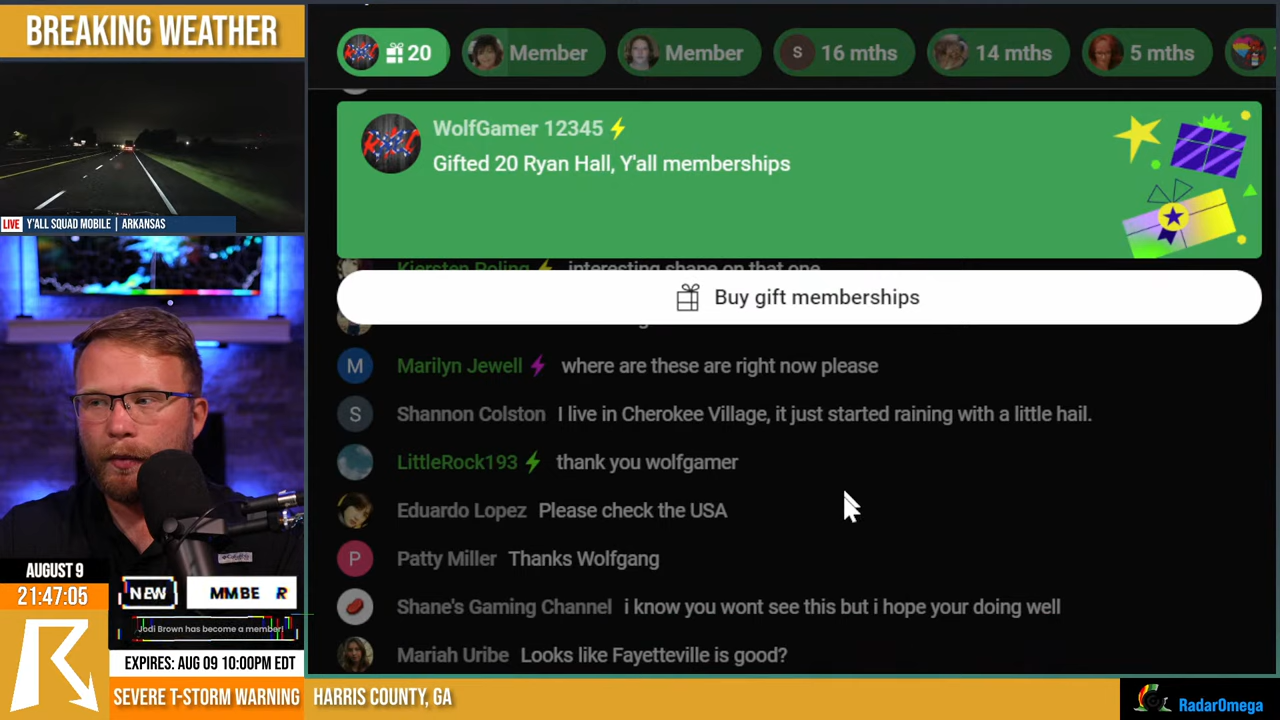 BREAKING WEATHER
LIVE Y'ALL SQUAD MOBILE | ARKANSAS
20
Member
Member
S 16 mths
14 mths
5 mths
WolfGamer 12345
Gifted 20 Ryan Hall, Y'all memberships
Kiersten Poling interesting shape on that one
Buy gift memberships
M Marilyn Jewell where are these are right now please
S Shannon Colston I live in Cherokee Village, it just started raining with a little hail.
LittleRock193 thank you wolfgamer
Eduardo Lopez Please check the USA
P Patty Miller Thanks Wolfgang
Shane's Gaming Channel i know you wont see this but i hope your doing well
Mariah Uribe Looks like Fayetteville is good?
AUGUST 9
21:47:05
NEW MMBE R
Jodi Brown has become a member!
EXPIRES: AUG 09 10:00PM EDT
SEVERE T-STORM WARNING HARRIS COUNTY, GA
RadarOmega